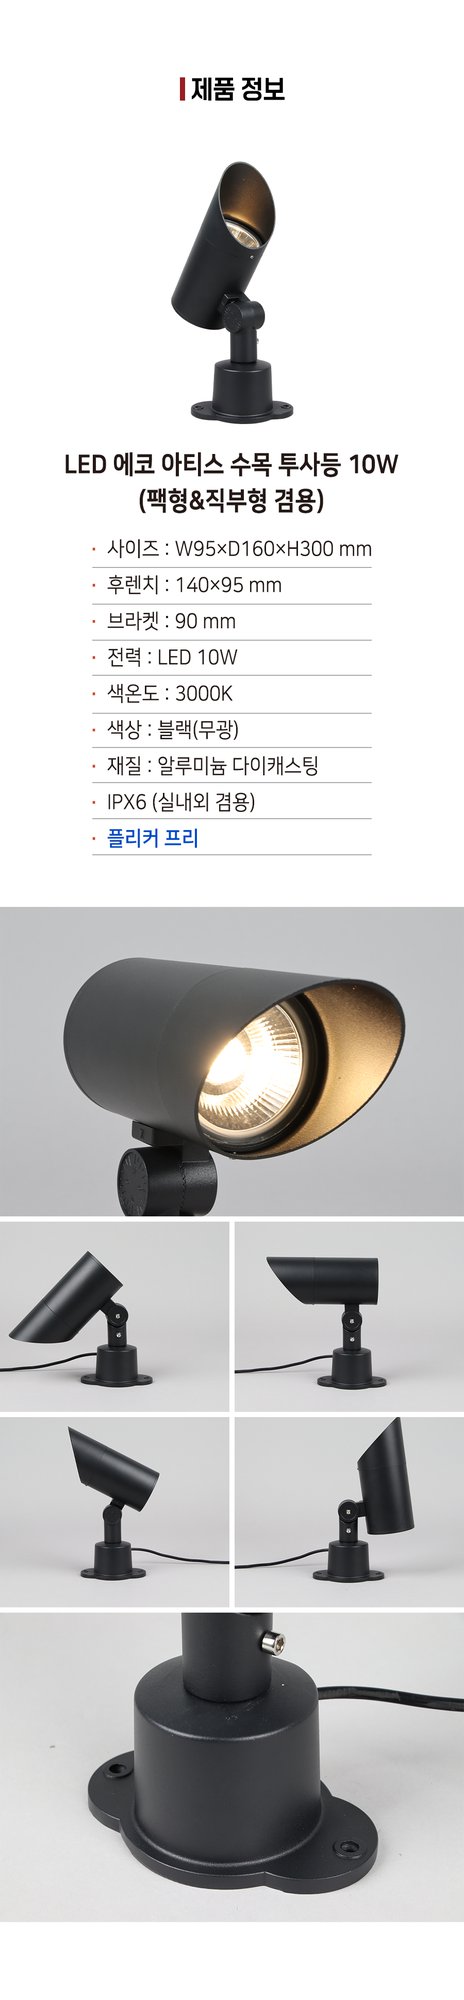 제품 정보
LED 에코 아티스 수목 투사등 10W
(팩형&직부형 겸용)
· 사이즈 : W95×D160×H300 mm
· 후렌치 : 140×95 mm
· 브라켓 : 90 mm
· 전력 : LED 10W
· 색온도 : 3000K
· 색상 : 블랙(무광)
· 재질 : 알루미늄 다이캐스팅
· IPX6 (실내외 겸용)
· 플리커 프리